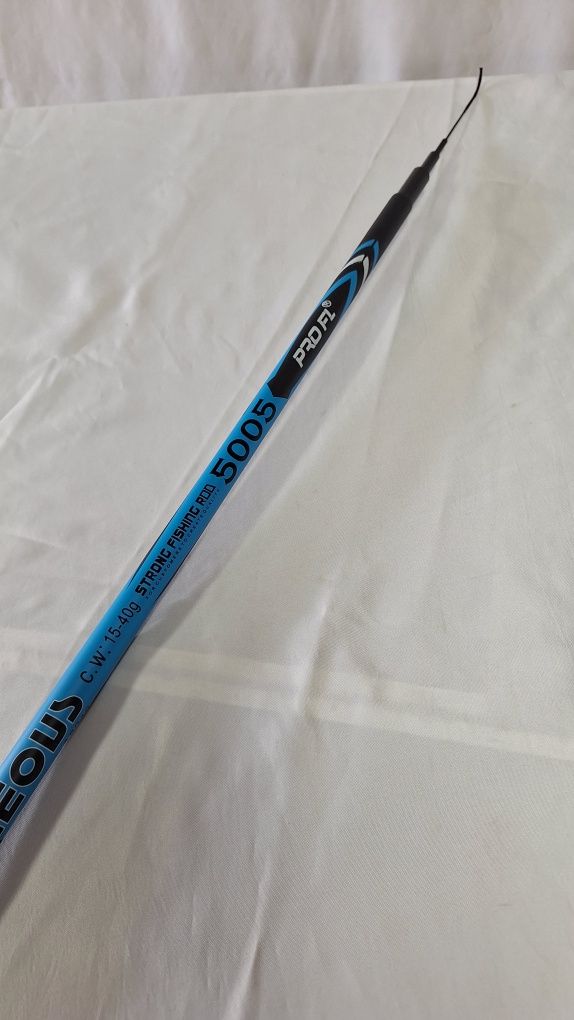 EOUS
C.W.: 15-40g
STRONG FISHING ROD
5005
PRO FL®